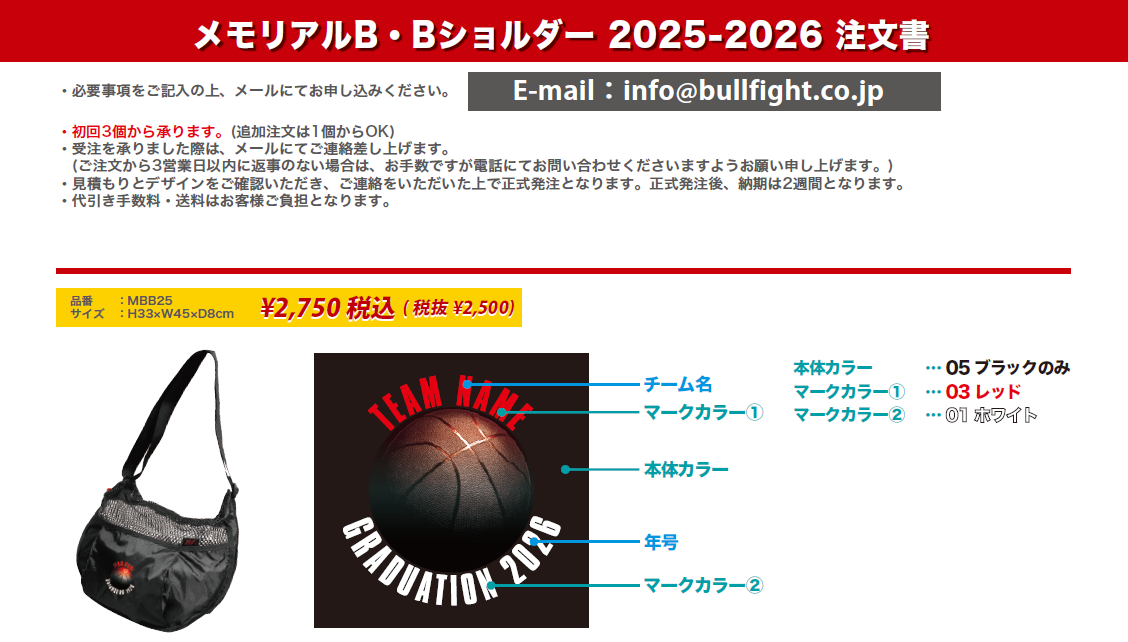 メモリアルB・Bショルダー 2025-2026 注文書
・必要事項をご記入の上、メールにてお申し込みください。
E-mail：info@bullfight.co.jp
・初回3個から承ります。(追加注文は1個からOK)
・受注を承りました際は、メールにてご連絡差し上げます。
(ご注文から3営業日以内に返事のない場合は、お手数ですが電話にてお問い合わせくださいますようお願い申し上げます。)
・見積もりとデザインをご確認いただき、ご連絡をいただいた上で正式発注となります。正式発注後、納期は2週間となります。
・代引き手数料・送料はお客様ご負担となります。
品番 ：MBB25
サイズ ：H33×W45×D8cm
¥2,750 税込 ( 税抜 ¥2,500)
TEAM NAME
GRADUATION 2026
チーム名
マークカラー①
本体カラー
年号
マークカラー②
本体カラー … 05 ブラックのみ
マークカラー① … 03 レッド
マークカラー② … 01 ホワイト